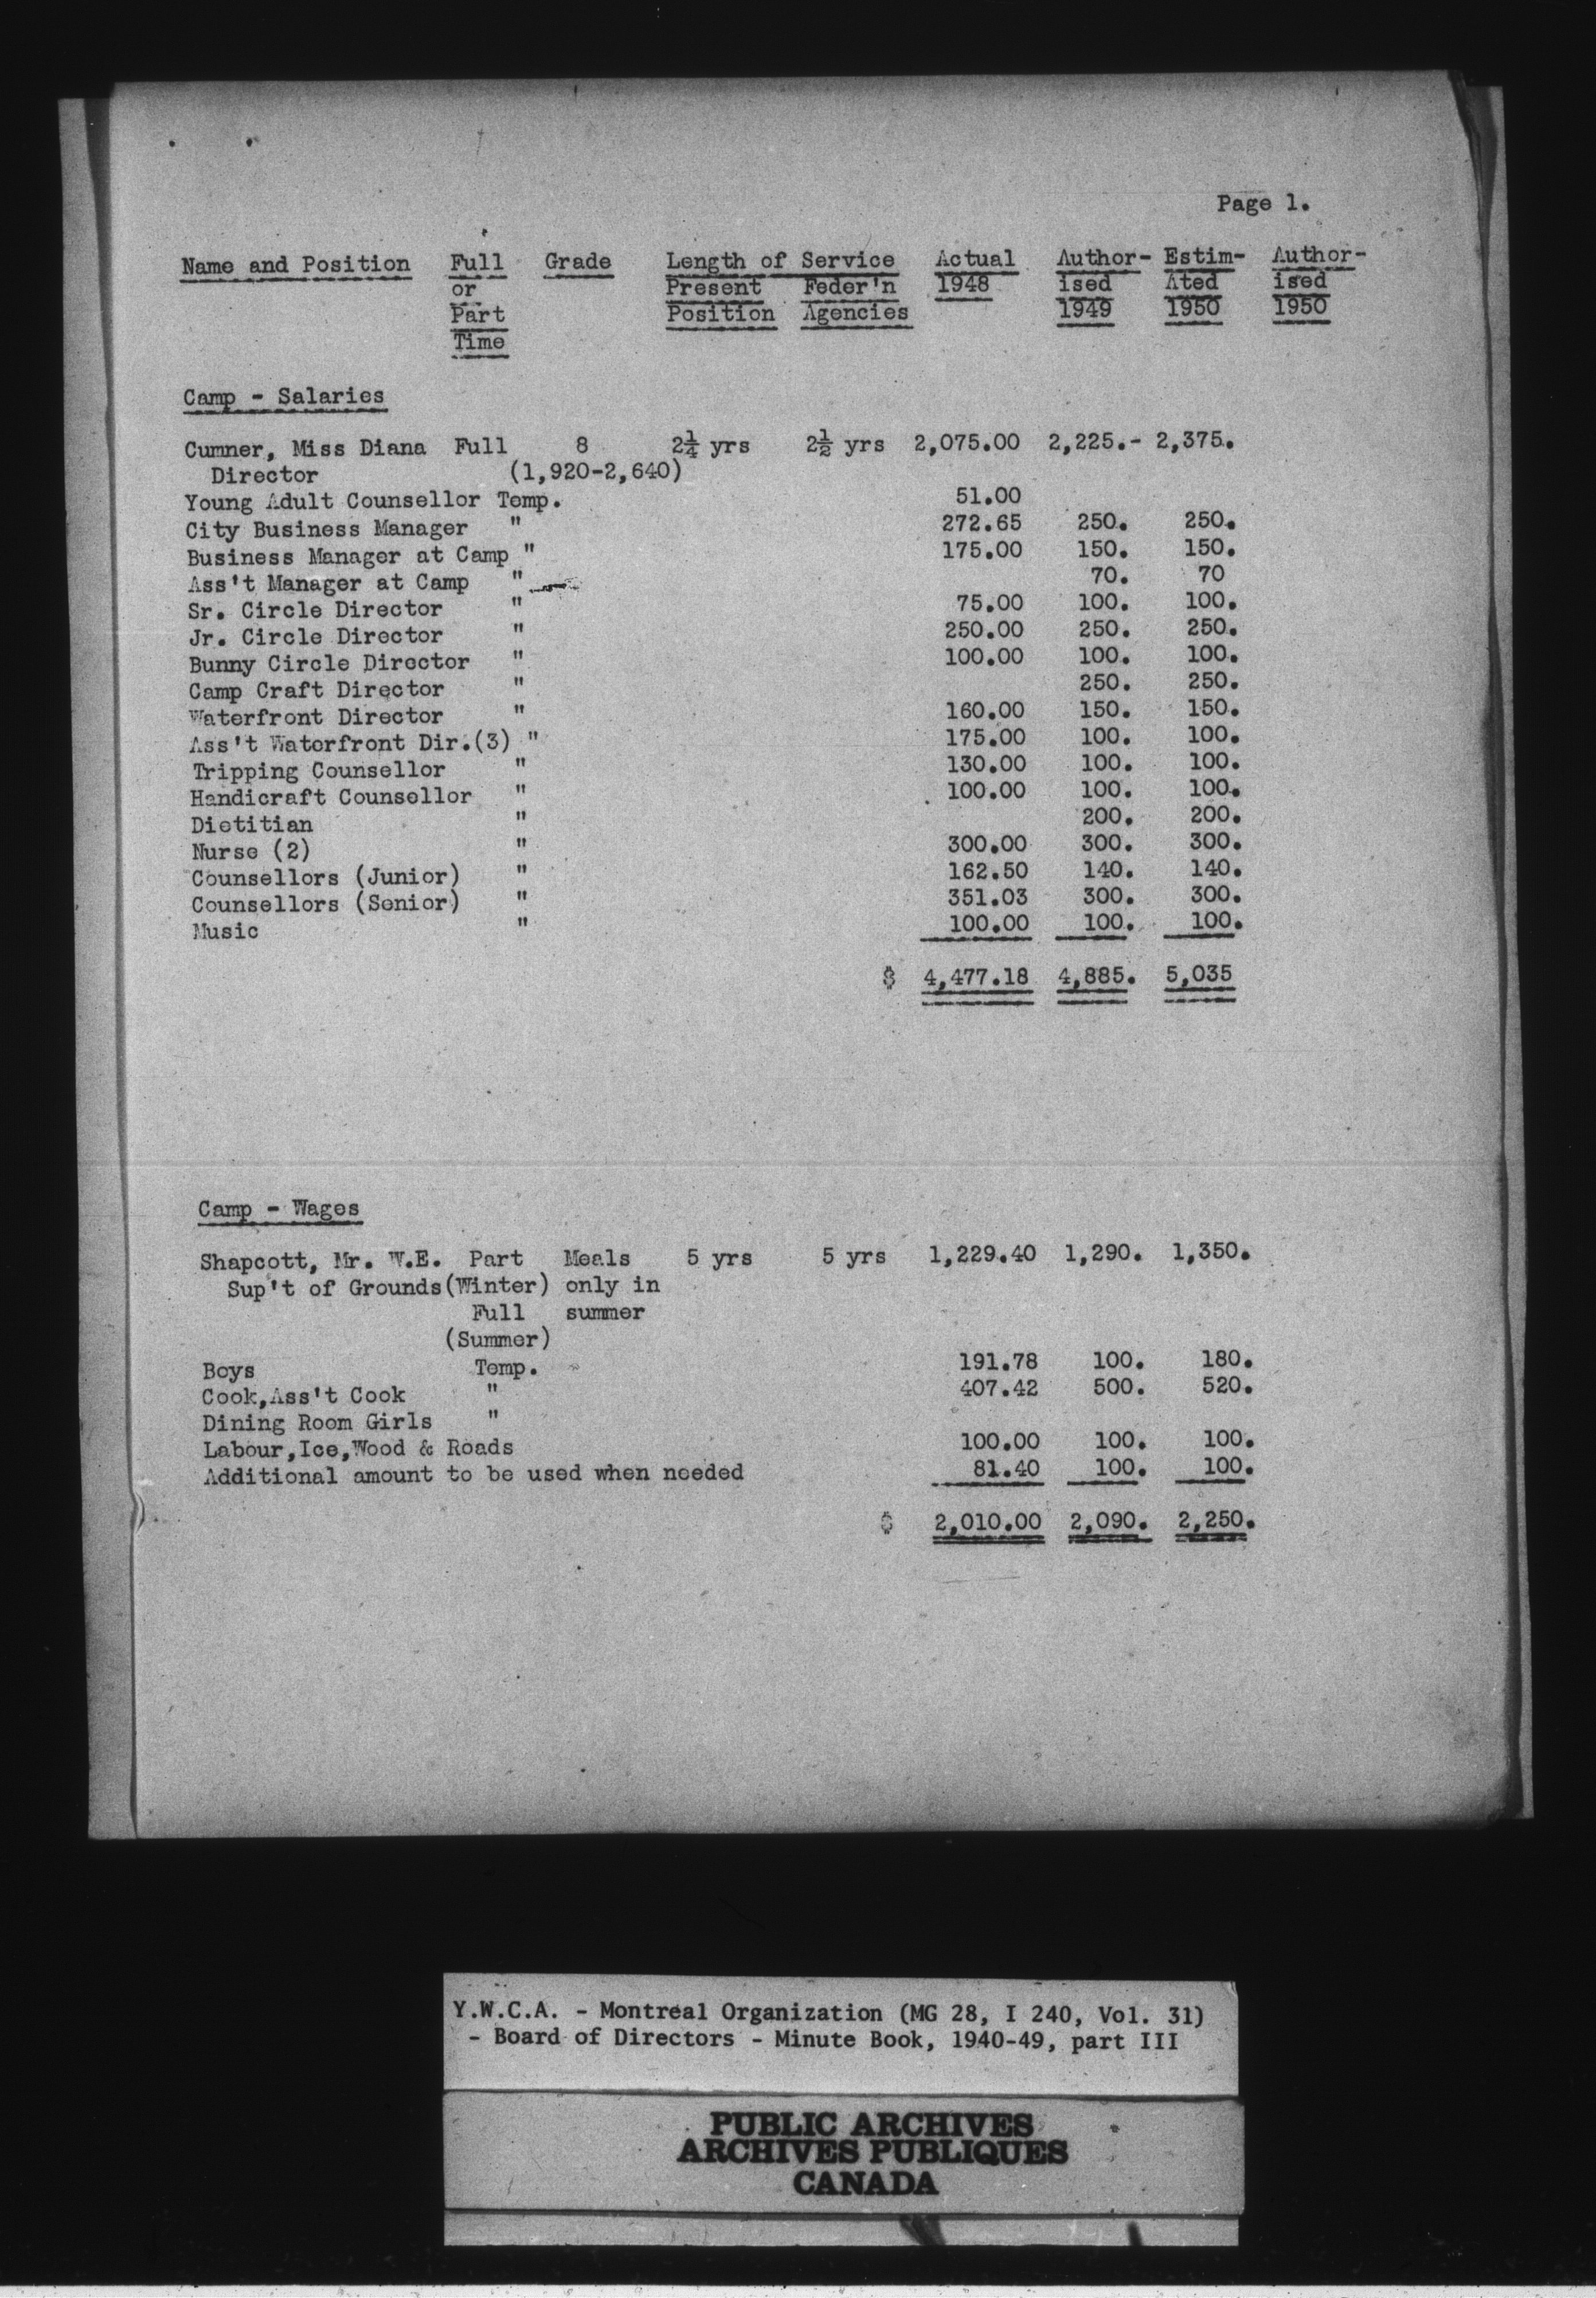 Page 1.
Name and Position Full Grade Length of Service Actual Author- Estim- Author-
or Present Feder'n 1948 ised Ated ised
Part Position Agencies 1949 1950 1950
Time
Camp - Salaries
Cumner, Miss Diana Full 8 2¼ yrs 2½ yrs 2,075.00 2,225.- 2,375.
Director (1,920-2,640)
Young Adult Counsellor Temp. 51.00
City Business Manager " 272.65 250. 250.
Business Manager at Camp " 175.00 150. 150.
Ass't Manager at Camp " 70. 70
Sr. Circle Director " 75.00 100. 100.
Jr. Circle Director " 250.00 250. 250.
Bunny Circle Director " 100.00 100. 100.
Camp Craft Director " 250. 250.
Waterfront Director " 160.00 150. 150.
Ass't Waterfront Dir.(3) " 175.00 100. 100.
Tripping Counsellor " 130.00 100. 100.
Handicraft Counsellor " 100.00 100. 100.
Dietitian " 200. 200.
Nurse (2) " 300.00 300. 300.
Counsellors (Junior) " 162.50 140. 140.
Counsellors (Senior) " 351.03 300. 300.
Music " 100.00 100. 100.
$ 4,477.18 4,885. 5,035
Camp - Wages
Shapcott, Mr. W.E. Part Meals 5 yrs 5 yrs 1,229.40 1,290. 1,350.
Sup't of Grounds(Winter) only in
Full summer
(Summer)
Boys Temp. 191.78 100. 180.
Cook,Ass't Cook " 407.42 500. 520.
Dining Room Girls "
Labour,Ice,Wood & Roads 100.00 100. 100.
Additional amount to be used when needed 81.40 100. 100.
$ 2,010.00 2,090. 2,250.
Y.W.C.A. - Montreal Organization (MG 28, I 240, Vol. 31)
- Board of Directors - Minute Book, 1940-49, part III
PUBLIC ARCHIVES
ARCHIVES PUBLIQUES
CANADA